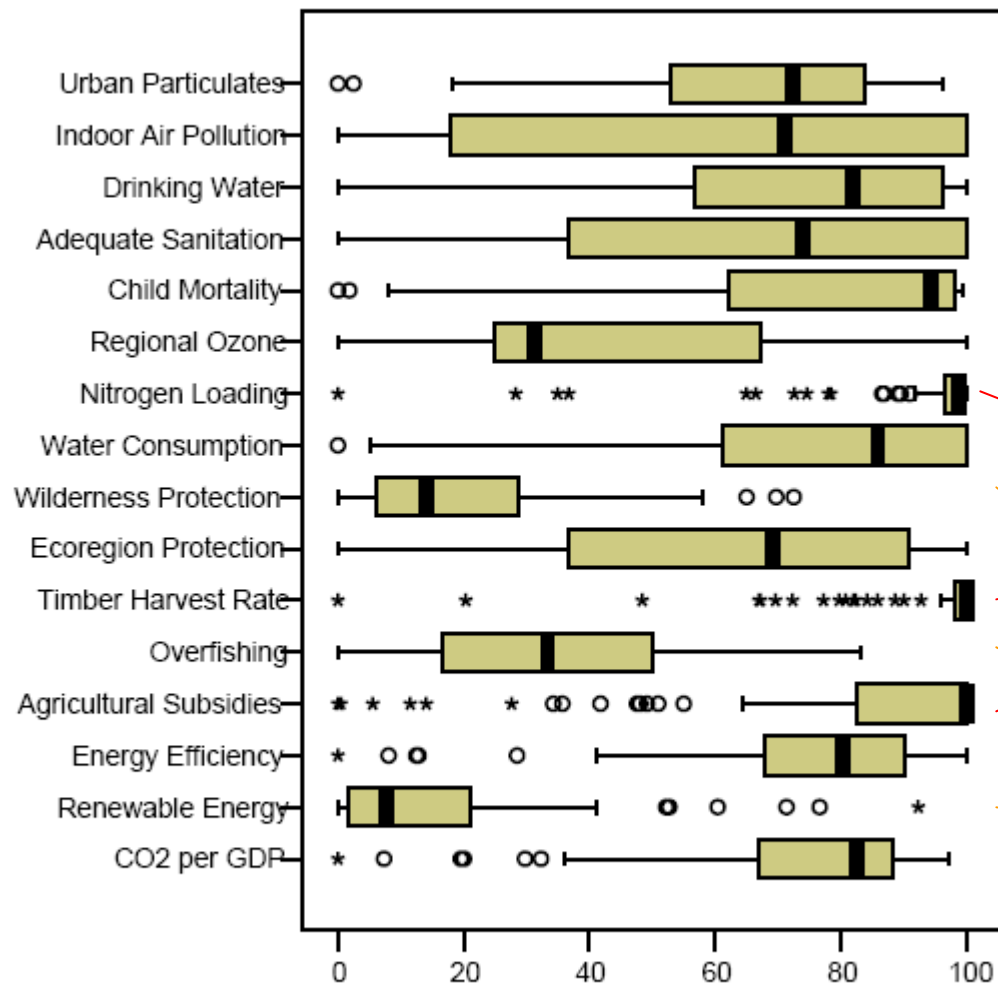 Urban Particulates
Indoor Air Pollution
Drinking Water
Adequate Sanitation
Child Mortality
Regional Ozone
Nitrogen Loading
Water Consumption
Wilderness Protection
Ecoregion Protection
Timber Harvest Rate
Overfishing
Agricultural Subsidies
Energy Efficiency
Renewable Energy
CO2 per GDP
0 20 40 60 80 100